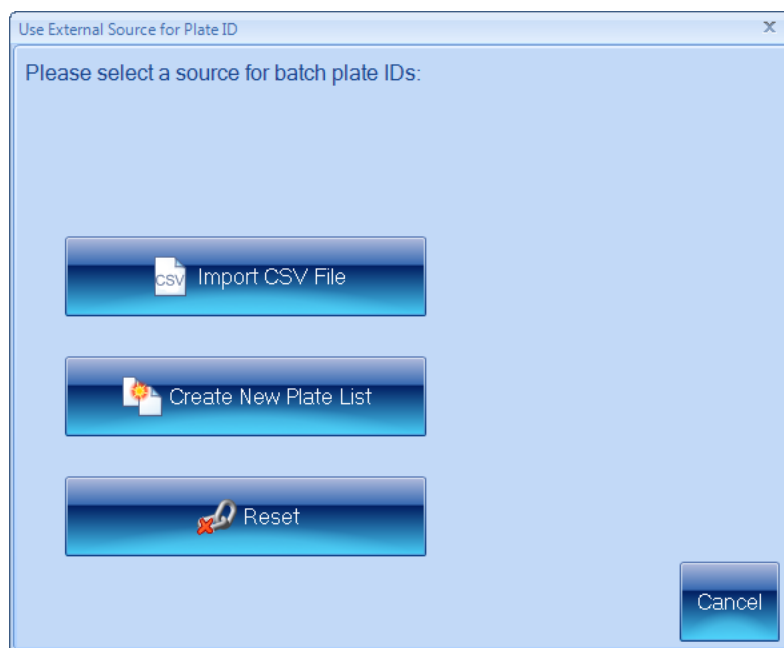 Use External Source for Plate ID
x
Please select a source for batch plate IDs:
CSV Import CSV File
Create New Plate List
Reset
Cancel